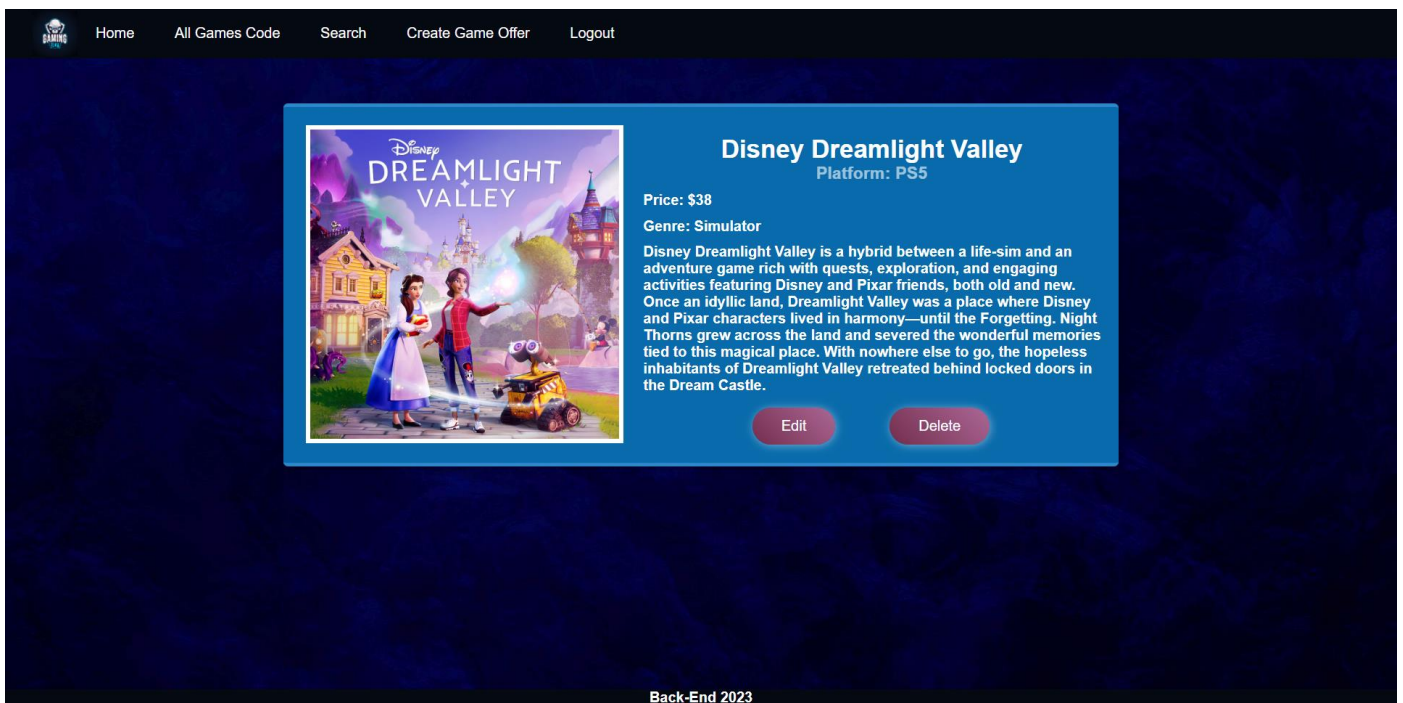 GAMING
Home
All Games Code
Search
Create Game Offer
Logout
Disney
DREAMLIGHT
VALLEY
Disney Dreamlight Valley
Platform: PS5
Price: $38
Genre: Simulator
Disney Dreamlight Valley is a hybrid between a life-sim and an
adventure game rich with quests, exploration, and engaging
activities featuring Disney and Pixar friends, both old and new.
Once an idyllic land, Dreamlight Valley was a place where Disney
and Pixar characters lived in harmony—until the Forgetting. Night
Thorns grew across the land and severed the wonderful memories
tied to this magical place. With nowhere else to go, the hopeless
inhabitants of Dreamlight Valley retreated behind locked doors in
the Dream Castle.
Edit
Delete
Back-End 2023